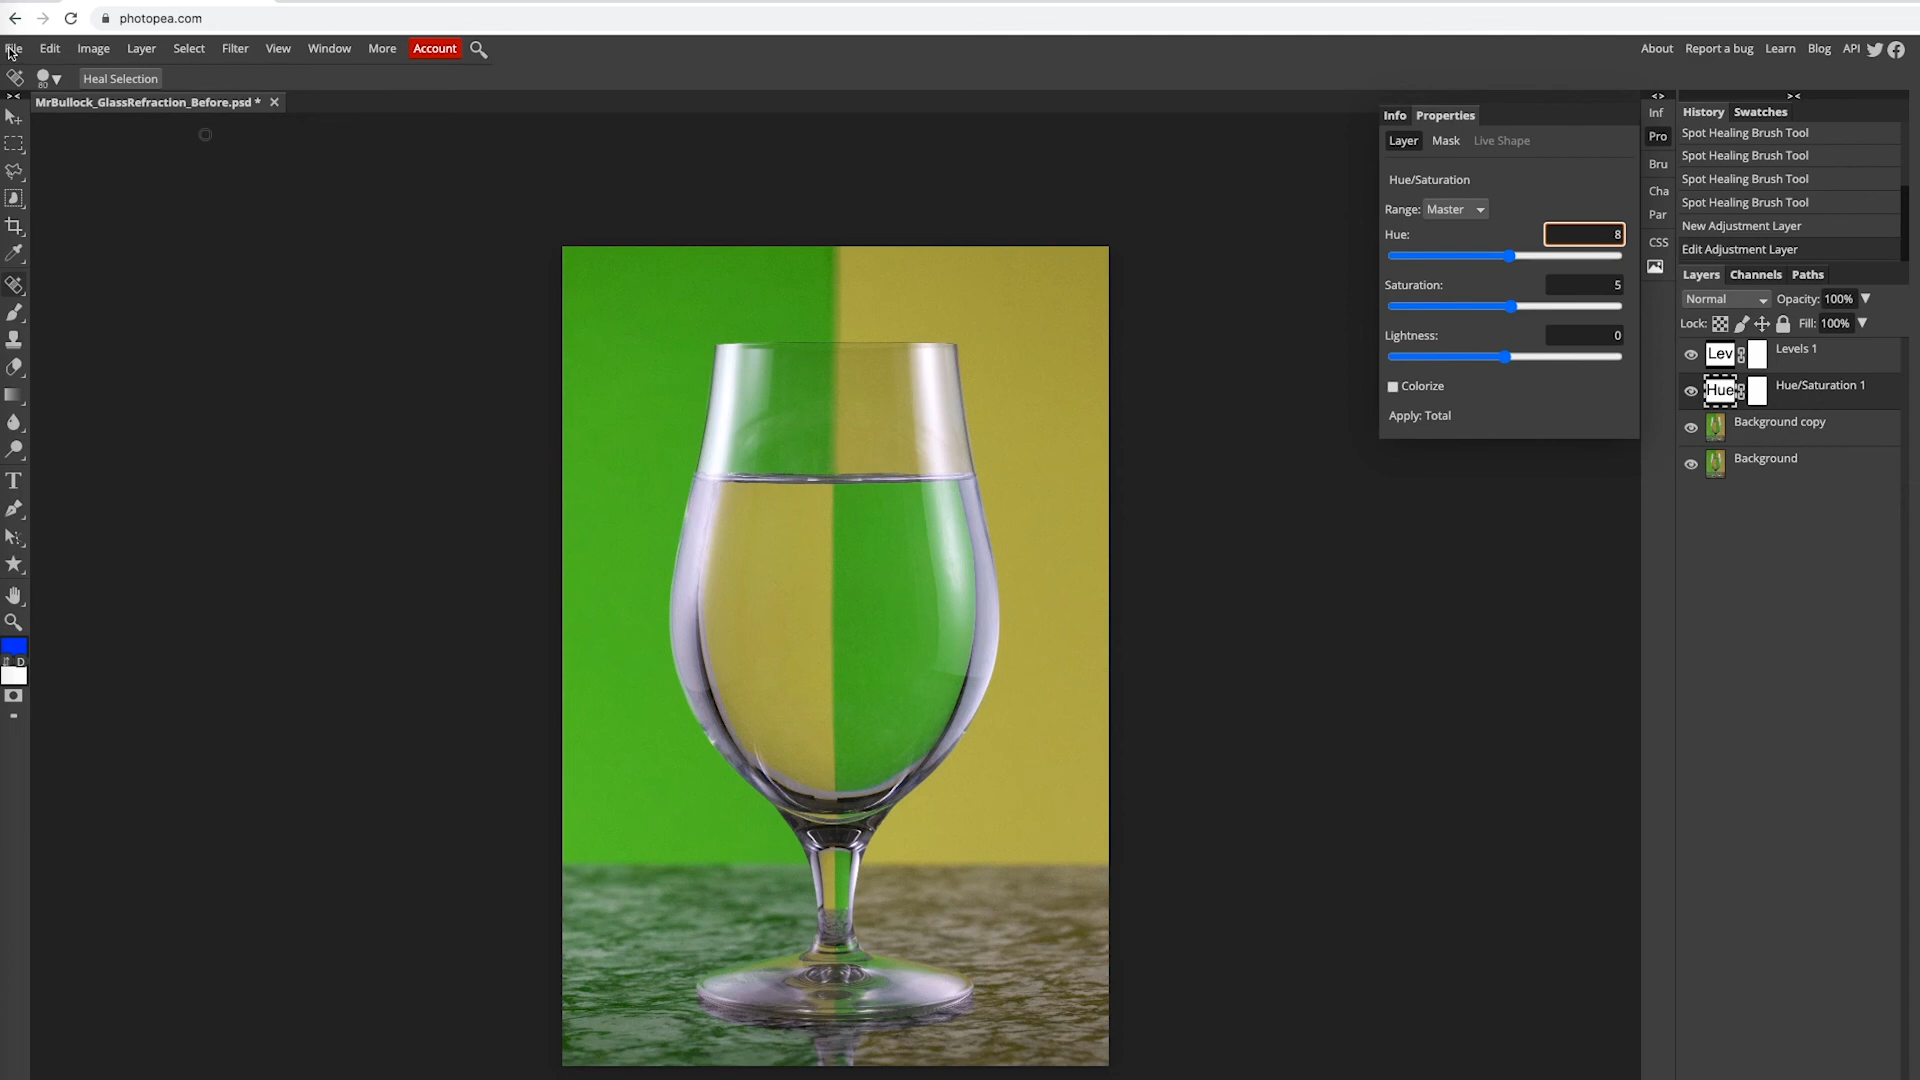 photopea.com
File Edit Image Layer Select Filter View Window More Account About Report a bug Learn Blog API
80 Heal Selection
MrBullock_GlassRefraction_Before.psd *
Info Properties
Layer Mask Live Shape
Hue/Saturation
Range: Master
Hue: 8
Saturation: 5
Lightness: 0
Colorize
Apply: Total
Inf
Pro
Bru
Cha
Par
CSS
History Swatches
Spot Healing Brush Tool
Spot Healing Brush Tool
Spot Healing Brush Tool
Spot Healing Brush Tool
New Adjustment Layer
Edit Adjustment Layer
Layers Channels Paths
Normal Opacity: 100%
Lock: Fill: 100%
Lev Levels 1
Hue Hue/Saturation 1
Background copy
Background
T
D